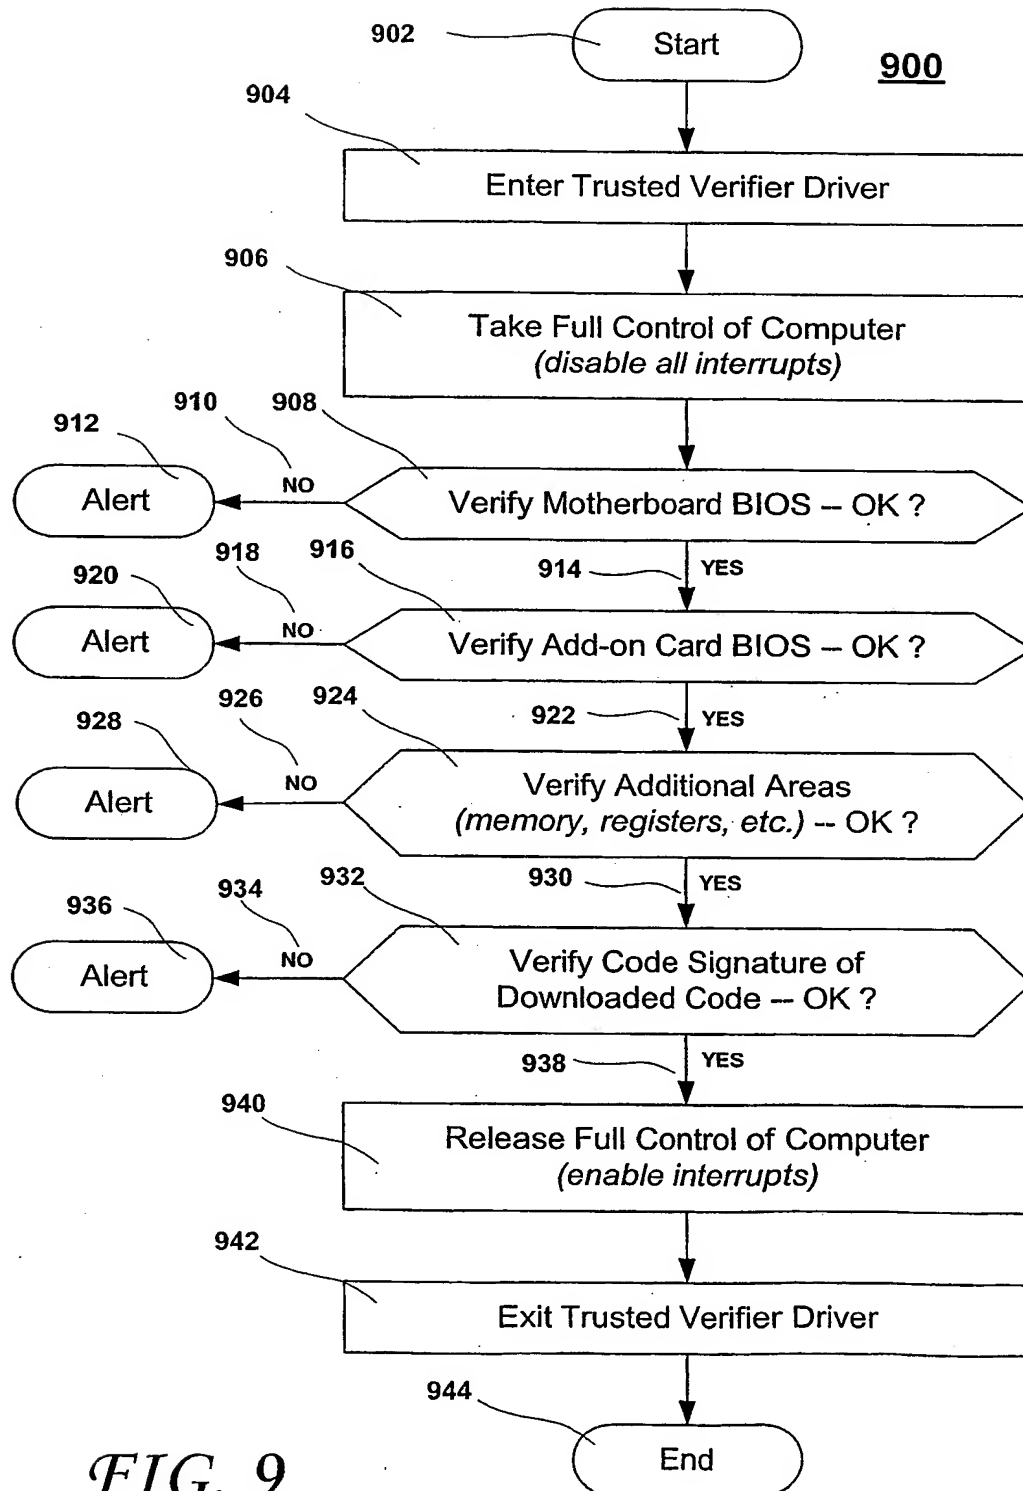 902
Start
900
904
Enter Trusted Verifier Driver
906
Take Full Control of Computer
(disable all interrupts)
910
908
912
Alert
NO
Verify Motherboard BIOS -- OK ?
914
YES
918
916
920
Alert
NO
Verify Add-on Card BIOS -- OK ?
922
YES
926
924
928
Alert
NO
Verify Additional Areas
(memory, registers, etc.) -- OK ?
930
YES
934
932
936
Alert
NO
Verify Code Signature of
Downloaded Code -- OK ?
938
YES
940
Release Full Control of Computer
(enable interrupts)
942
Exit Trusted Verifier Driver
944
End
FIG. 9